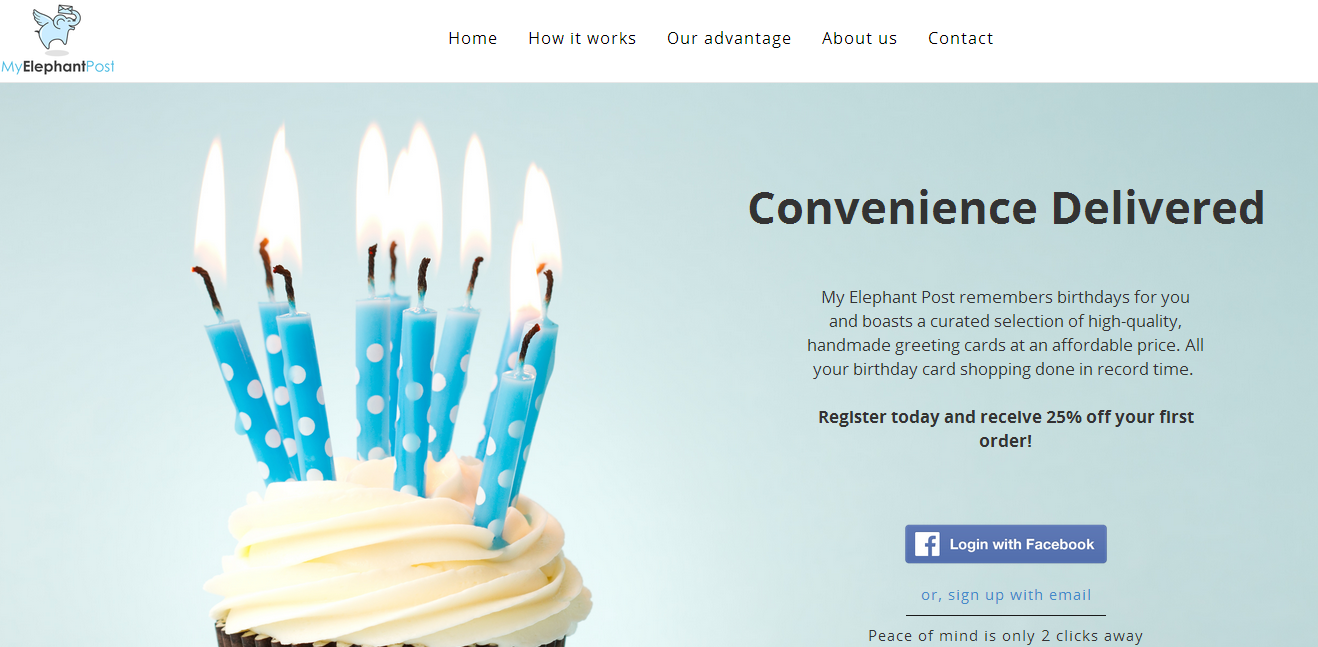 MyElephantPost
Home
How it works
Our advantage
About us
Contact
Convenience Delivered
My Elephant Post remembers birthdays for you
and boasts a curated selection of high-quality,
handmade greeting cards at an affordable price. All
your birthday card shopping done in record time.
Register today and receive 25% off your first
order!
f Login with Facebook
or, sign up with email
Peace of mind is only 2 clicks away